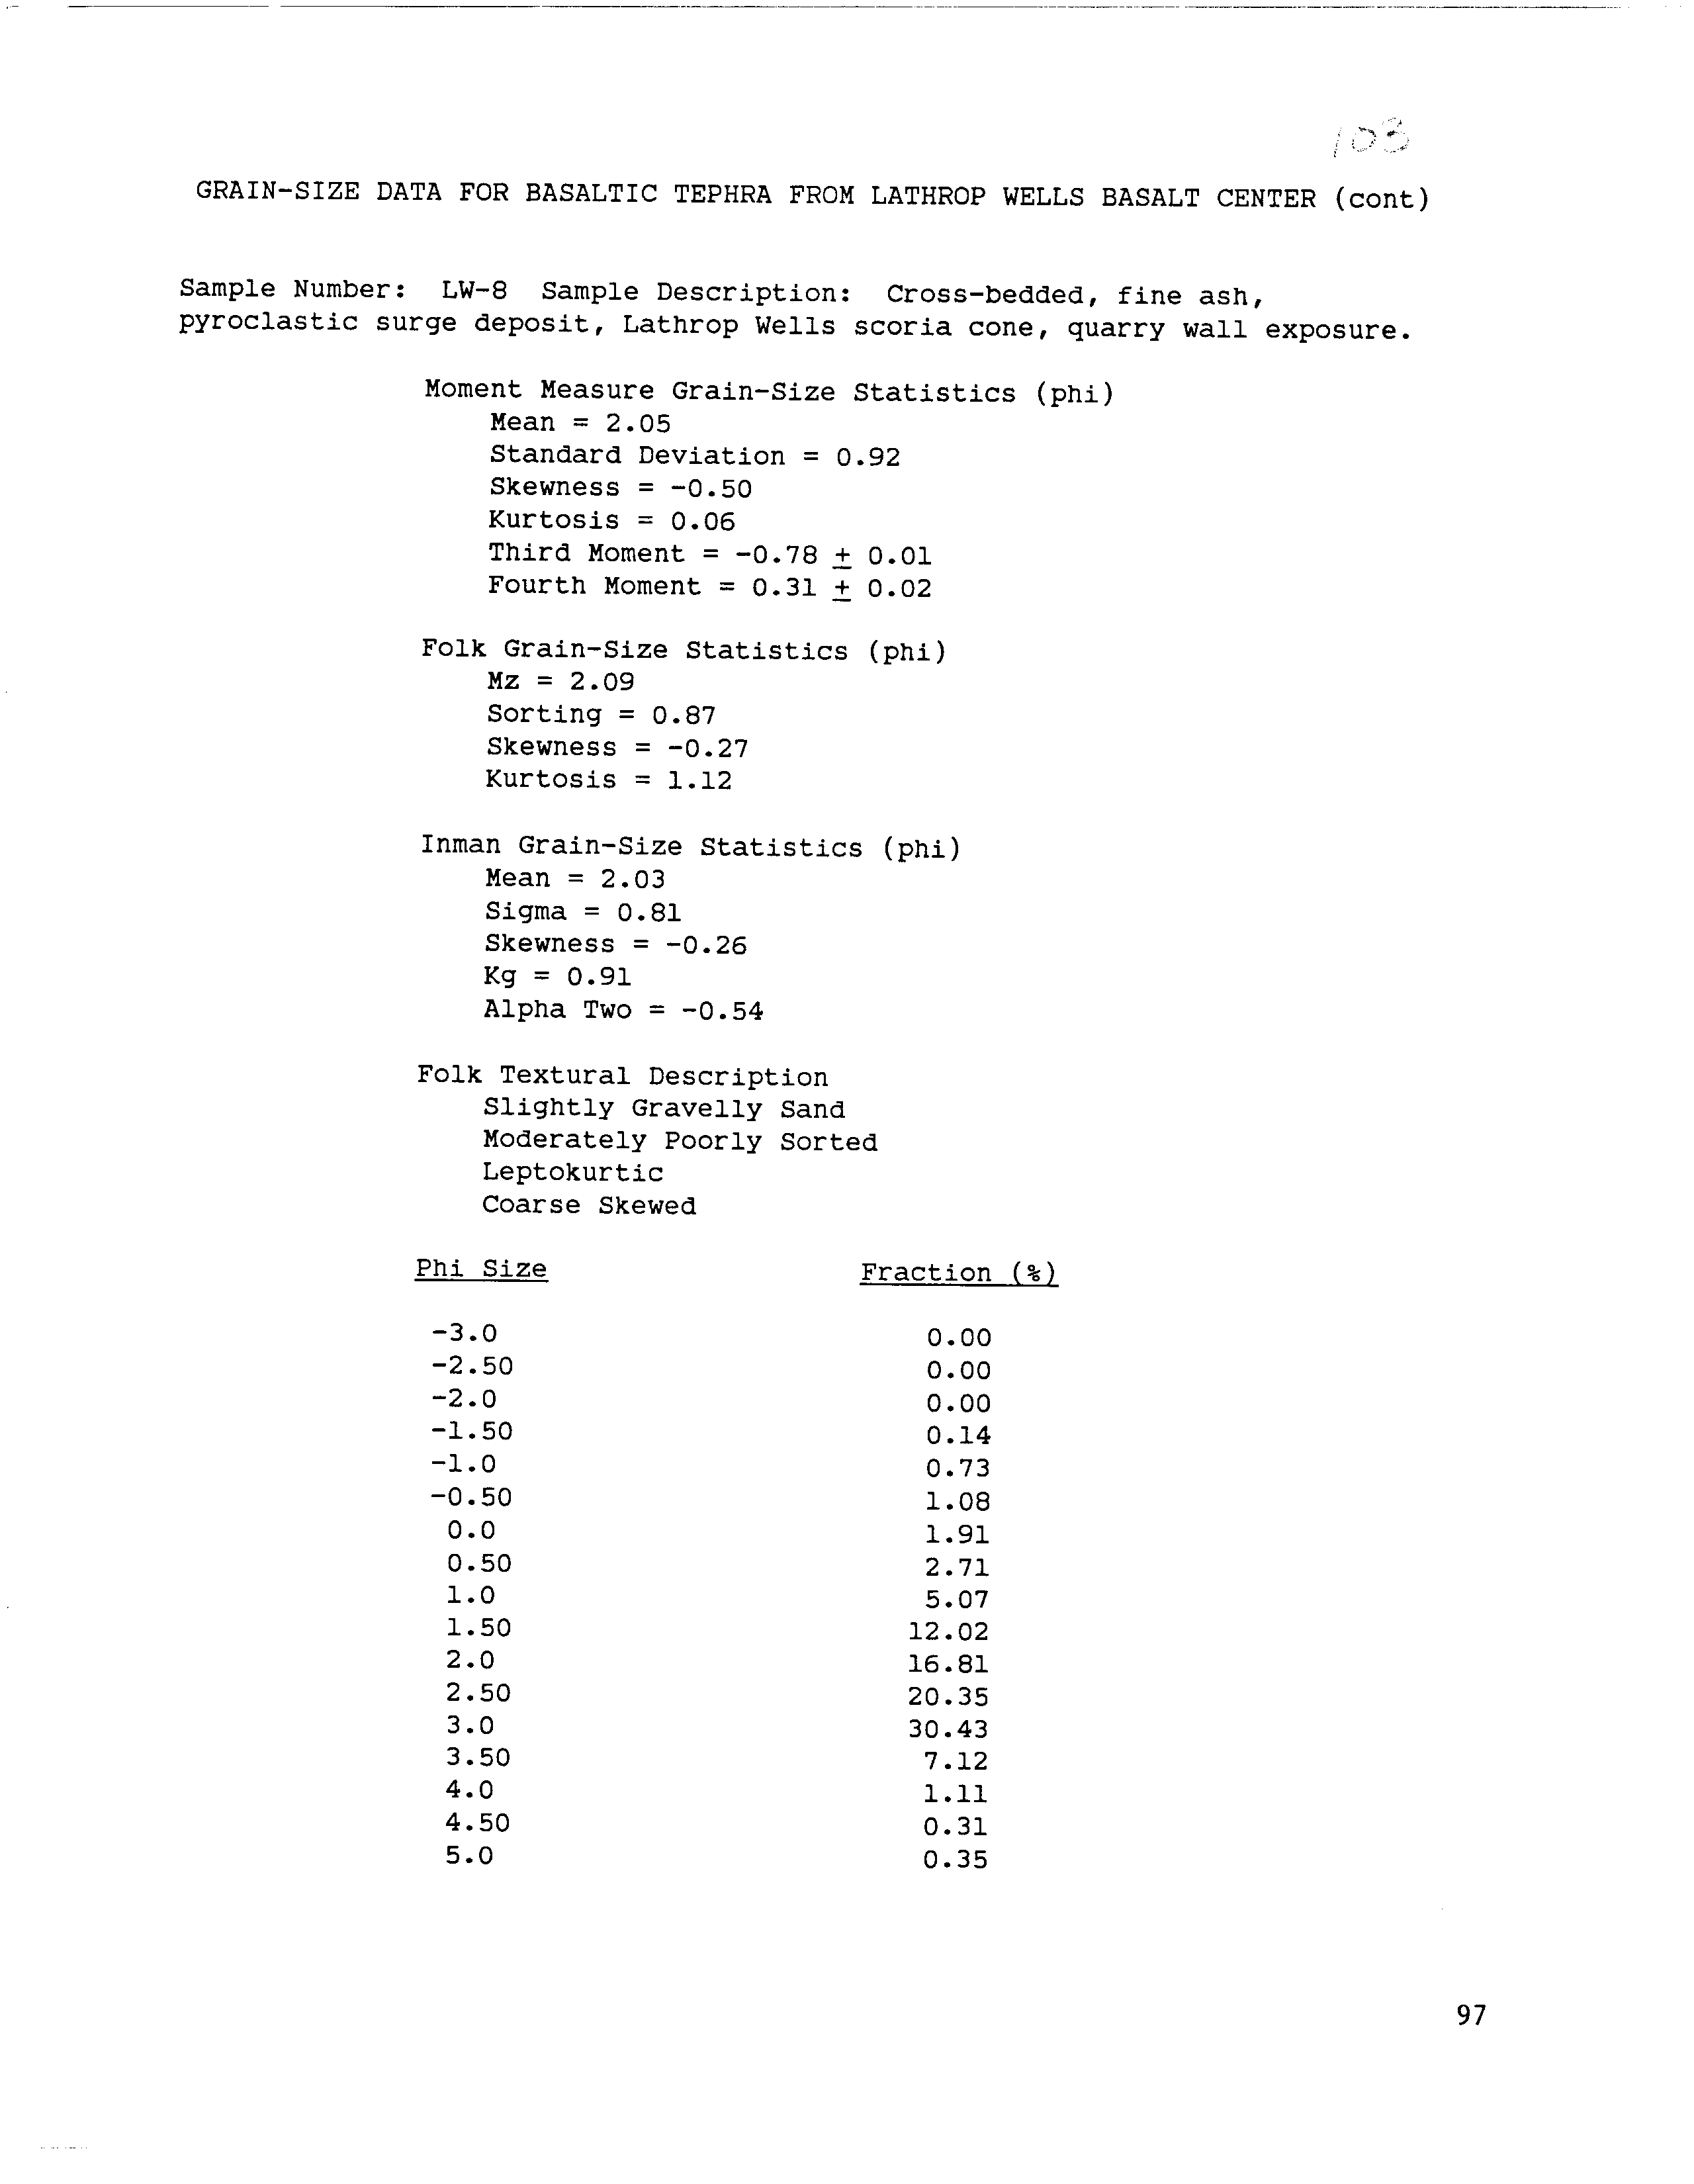 103
GRAIN-SIZE DATA FOR BASALTIC TEPHRA FROM LATHROP WELLS BASALT CENTER (cont)
Sample Number: LW-8 Sample Description: Cross-bedded, fine ash,
pyroclastic surge deposit, Lathrop Wells scoria cone, quarry wall exposure.
Moment Measure Grain-Size Statistics (phi)
Mean = 2.05
Standard Deviation = 0.92
Skewness = -0.50
Kurtosis = 0.06
Third Moment = -0.78 ± 0.01
Fourth Moment = 0.31 ± 0.02
Folk Grain-Size Statistics (phi)
Mz = 2.09
Sorting = 0.87
Skewness = -0.27
Kurtosis = 1.12
Inman Grain-Size Statistics (phi)
Mean = 2.03
Sigma = 0.81
Skewness = -0.26
Kg = 0.91
Alpha Two = -0.54
Folk Textural Description
Slightly Gravelly Sand
Moderately Poorly Sorted
Leptokurtic
Coarse Skewed
Phi Size Fraction (%)
-3.0 0.00
-2.50 0.00
-2.0 0.00
-1.50 0.14
-1.0 0.73
-0.50 1.08
0.0 1.91
0.50 2.71
1.0 5.07
1.50 12.02
2.0 16.81
2.50 20.35
3.0 30.43
3.50 7.12
4.0 1.11
4.50 0.31
5.0 0.35
97